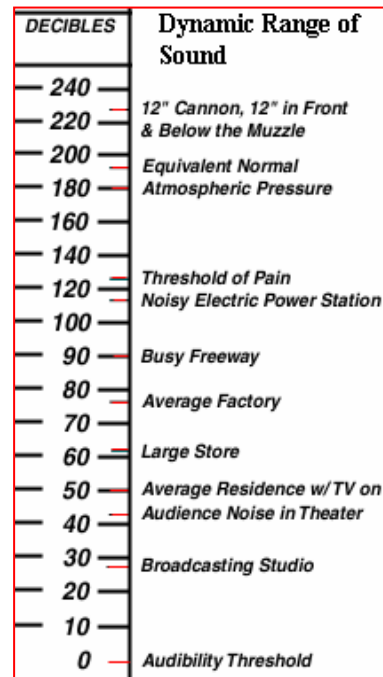 DECIBLES
Dynamic Range of
Sound
240
12" Cannon, 12" in Front
220
& Below the Muzzle
200
Equivalent Normal
180
Atmospheric Pressure
160
140
Threshold of Pain
120
Noisy Electric Power Station
100
90
Busy Freeway
80
Average Factory
70
60
Large Store
50
Average Residence w/ TV on
40
Audience Noise in Theater
30
Broadcasting Studio
20
10
0
Audibility Threshold